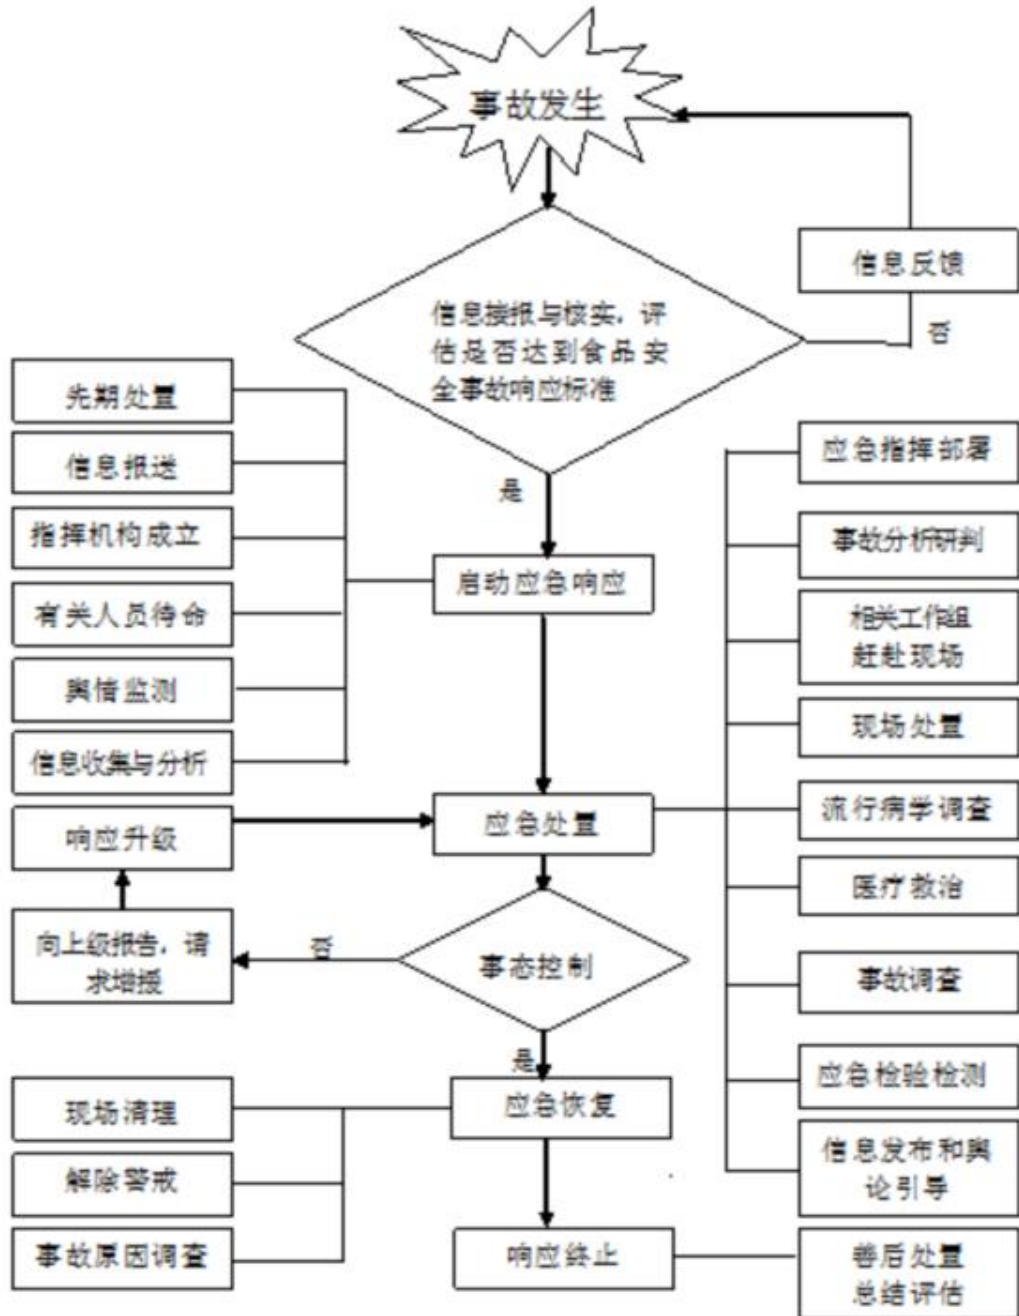 事故发生
信息反馈
信息接报与核实，评
估是否达到食品安
全事故响应标准
否
先期处置
信息报送
指挥机构成立
有关人员待命
舆情监测
信息收集与分析
是
启动应急响应
应急指挥部署
事故分析研判
相关工作组
赶赴现场
现场处置
流行病学调查
医疗救治
事故调查
应急检验检测
信息发布和舆
论引导
响应升级
应急处置
向上级报告，请
求增援
否
事态控制
是
现场清理
解除警戒
事故原因调查
应急恢复
响应终止
善后处置
总结评估